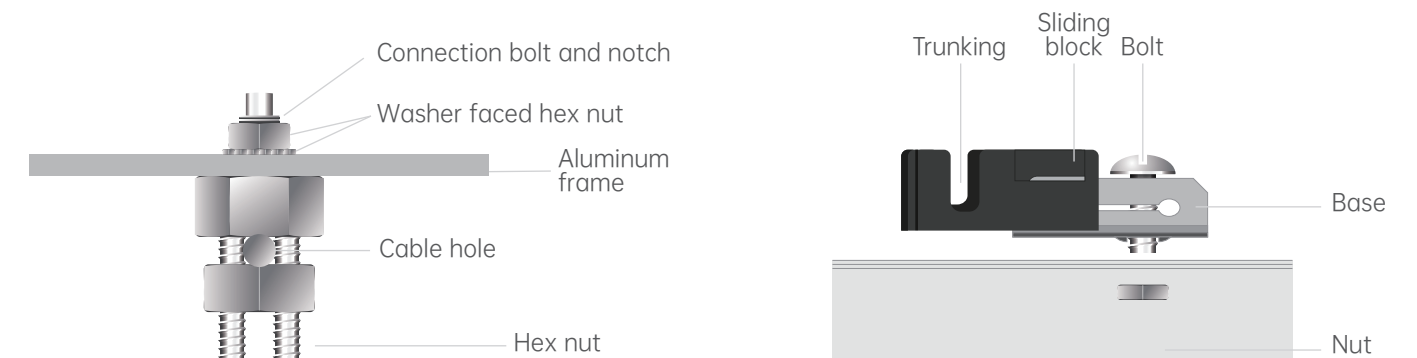 Connection bolt and notch
Washer faced hex nut
Aluminum
frame
Cable hole
Hex nut
Sliding
Trunking block Bolt
Base
Nut